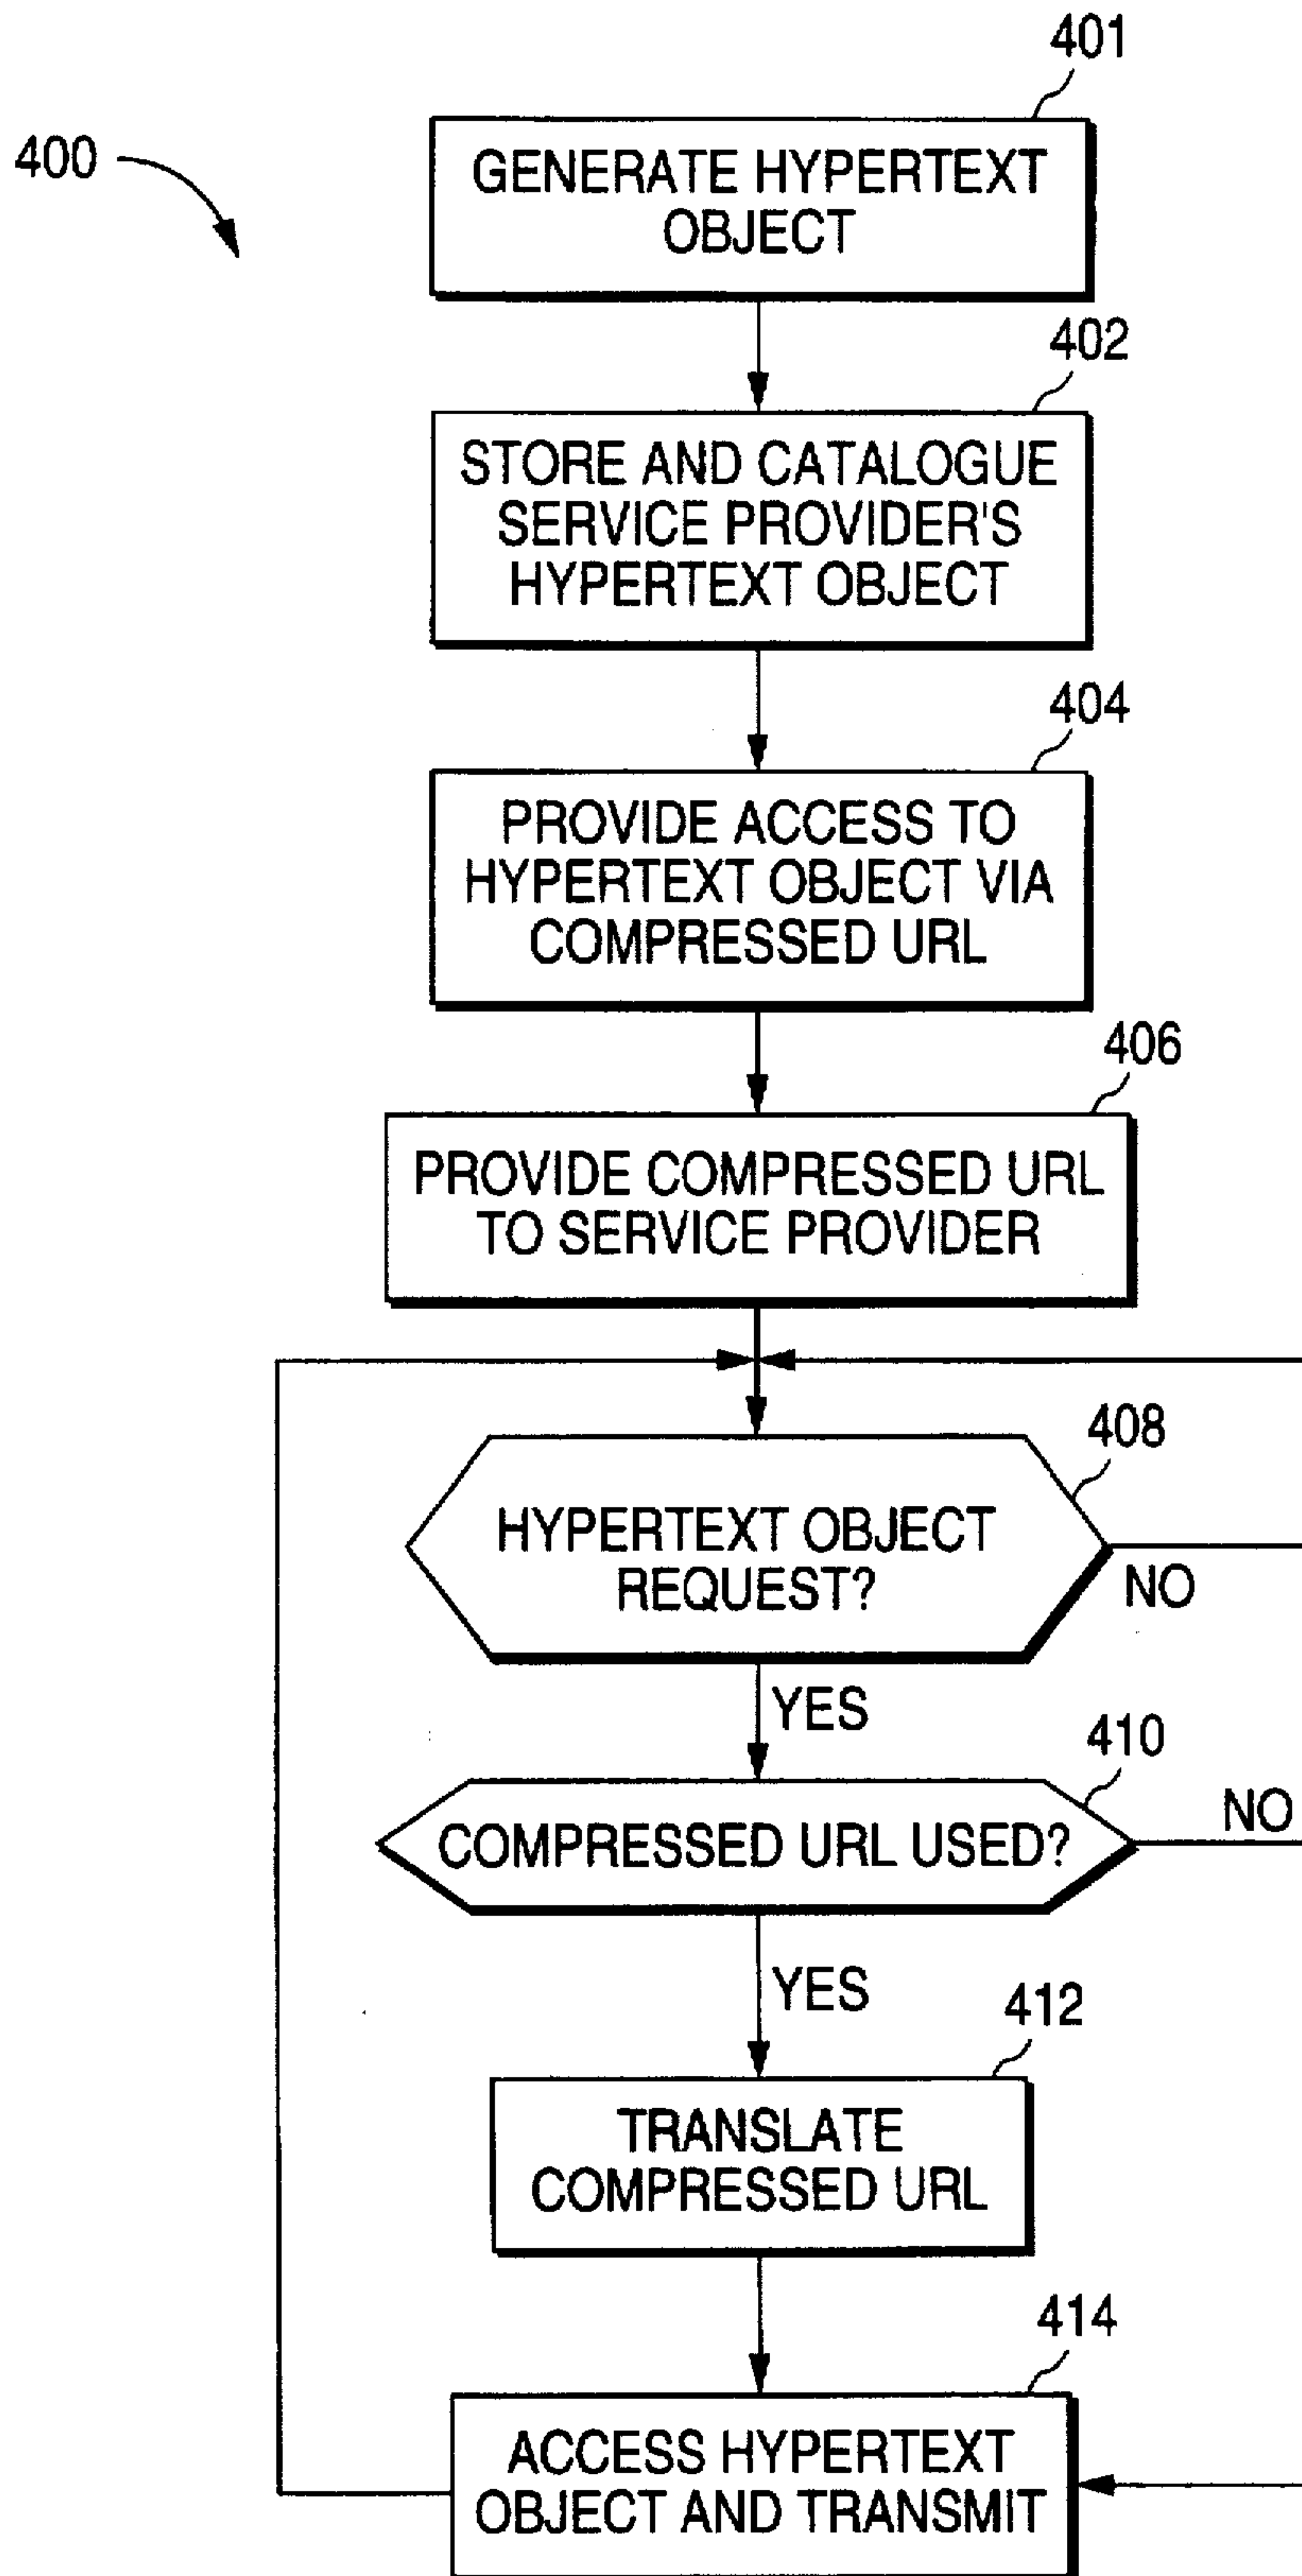 401
400
GENERATE HYPERTEXT
OBJECT
402
STORE AND CATALOGUE
SERVICE PROVIDER'S
HYPERTEXT OBJECT
404
PROVIDE ACCESS TO
HYPERTEXT OBJECT VIA
COMPRESSED URL
406
PROVIDE COMPRESSED URL
TO SERVICE PROVIDER
408
HYPERTEXT OBJECT
REQUEST?
NO
YES
410
NO
COMPRESSED URL USED?
YES
412
TRANSLATE
COMPRESSED URL
414
ACCESS HYPERTEXT
OBJECT AND TRANSMIT